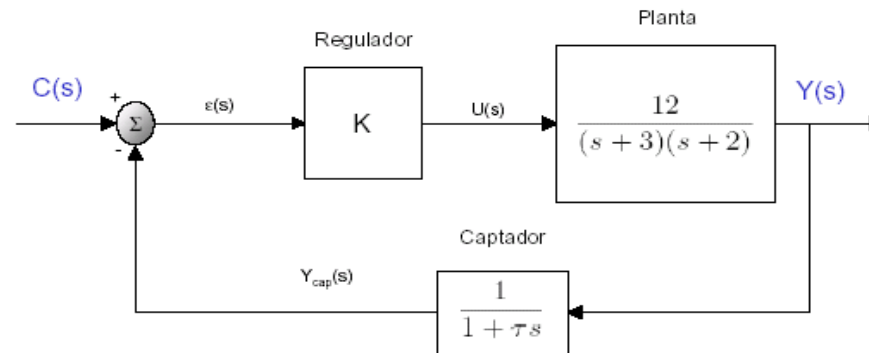 Planta
Regulador
C(s)
+
Σ
-
ε(s)
K
U(s)
12
(s + 3)(s + 2)
Y(s)
Captador
Y_cap(s)
1
1 + τs